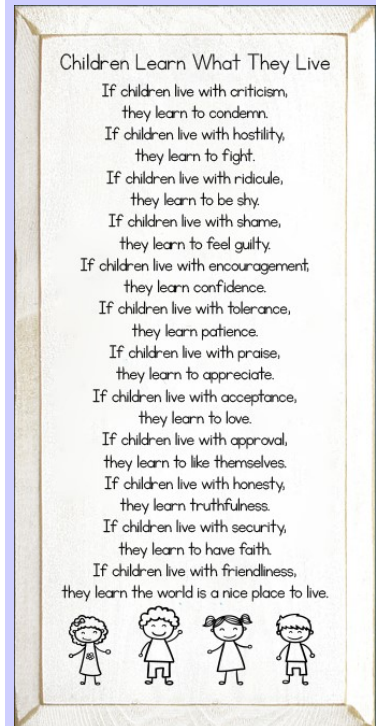 Children Learn What They Live
If children live with criticism,
they learn to condemn.
If children live with hostility,
they learn to fight.
If children live with ridicule,
they learn to be shy.
If children live with shame,
they learn to feel guilty.
If children live with encouragement,
they learn confidence.
If children live with tolerance,
they learn patience.
If children live with praise,
they learn to appreciate.
If children live with acceptance,
they learn to love.
If children live with approval,
they learn to like themselves.
If children live with honesty,
they learn truthfulness.
If children live with security,
they learn to have faith.
If children live with friendliness,
they learn the world is a nice place to live.